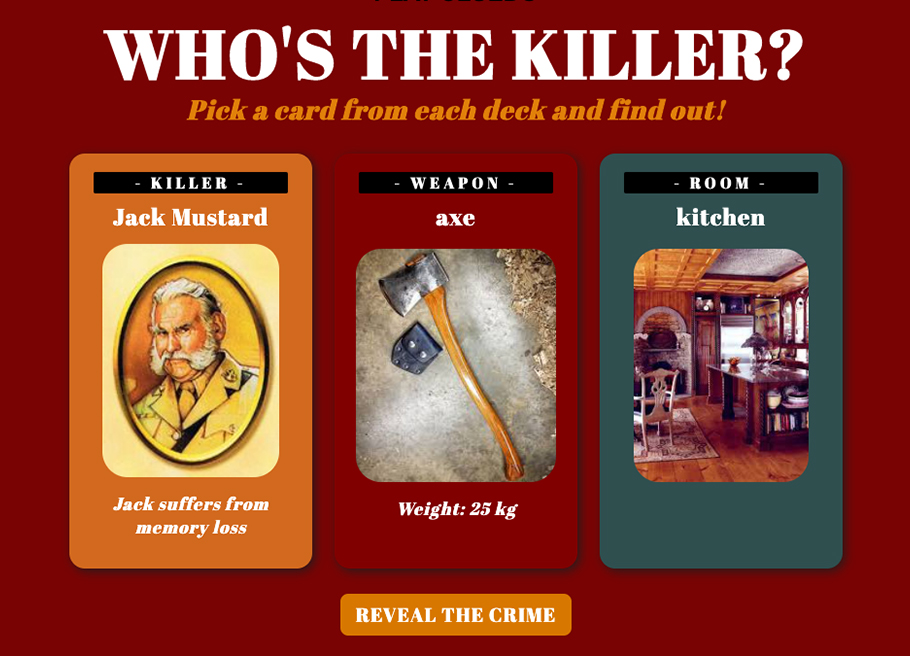 WHO'S THE KILLER?
Pick a card from each deck and find out!
- KILLER -
Jack Mustard
Jack suffers from
memory loss
- WEAPON -
axe
Weight: 25 kg
- ROOM -
kitchen
REVEAL THE CRIME